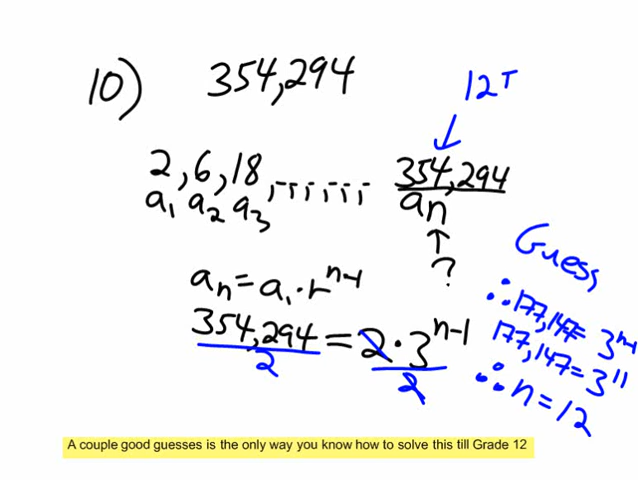 10) 354,294
12T
2, 6, 18, ....... 354,294
a₁ a₂ a₃ aₙ
↑
?
aₙ = a₁ · r^(n-1)
354,294 = 2 · 3^(n-1)
2 2
Guess
∴ 177,147 = 3^(n-1)
177,147 = 3^11
∴ n = 12
A couple good guesses is the only way you know how to solve this till Grade 12